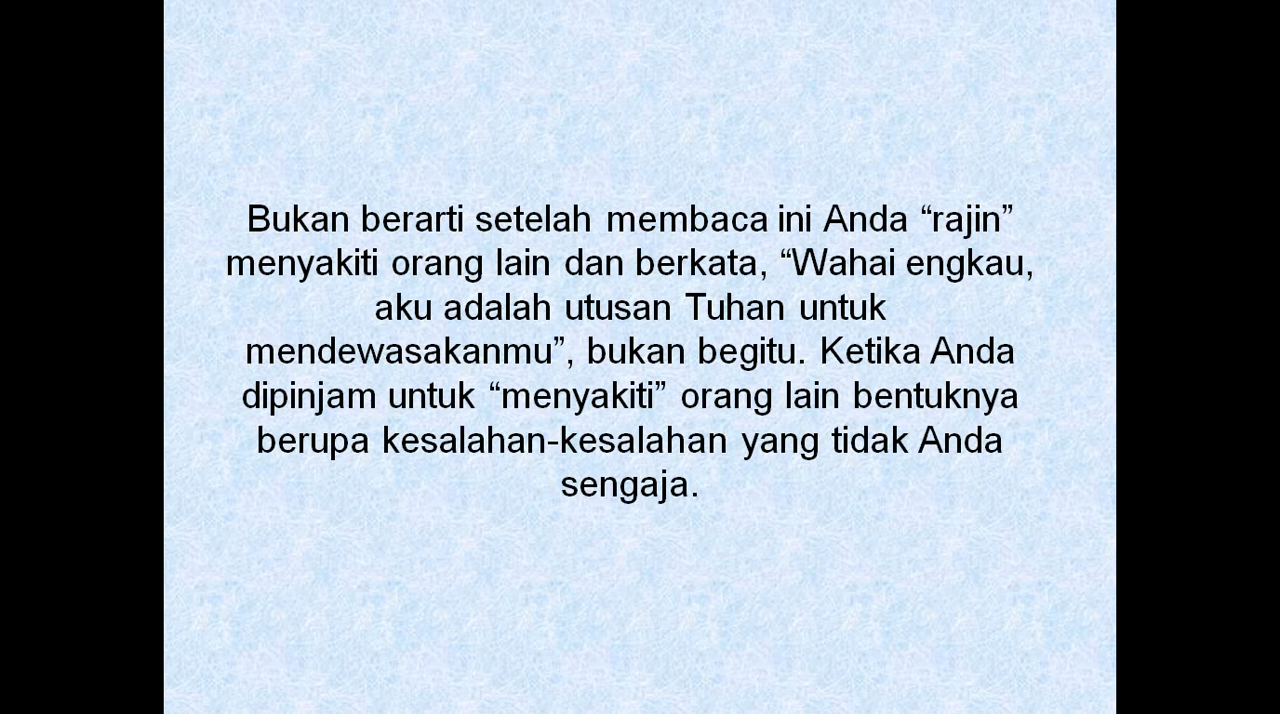 Bukan berarti setelah membaca ini Anda “rajin”
menyakiti orang lain dan berkata, “Wahai engkau,
aku adalah utusan Tuhan untuk
mendewasakanmu”, bukan begitu. Ketika Anda
dipinjam untuk “menyakiti” orang lain bentuknya
berupa kesalahan-kesalahan yang tidak Anda
sengaja.